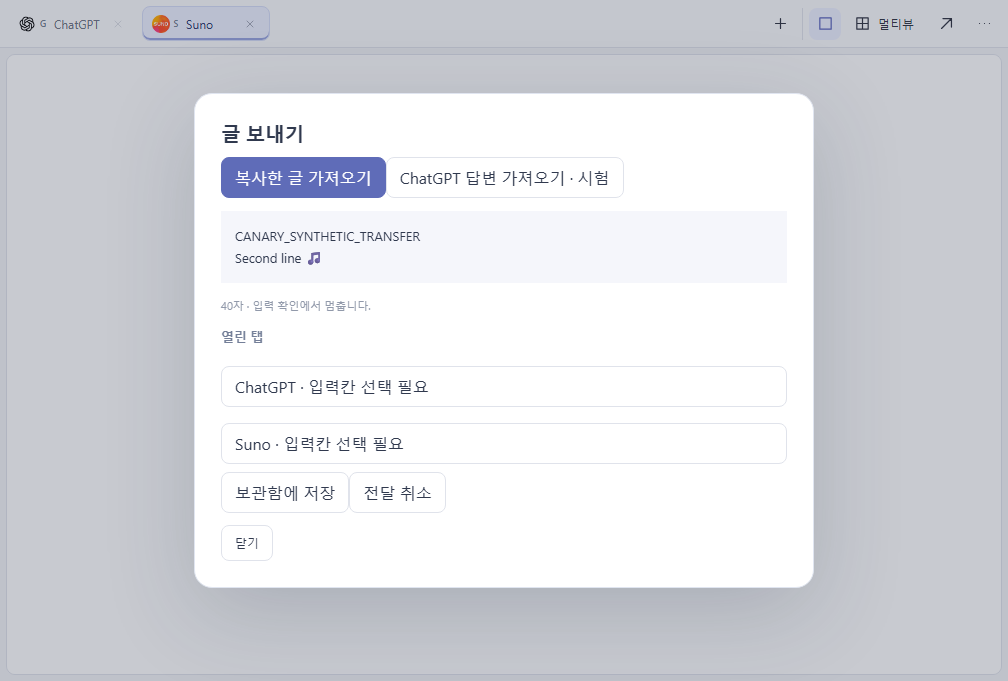 G ChatGPT
SUNO S Suno
멀티뷰
글 보내기
복사한 글 가져오기 ChatGPT 답변 가져오기 · 시험
CANARY_SYNTHETIC_TRANSFER
Second line 🎵
40자 · 입력 확인에서 멈춥니다.
열린 탭
ChatGPT · 입력칸 선택 필요
Suno · 입력칸 선택 필요
보관함에 저장 전달 취소
닫기